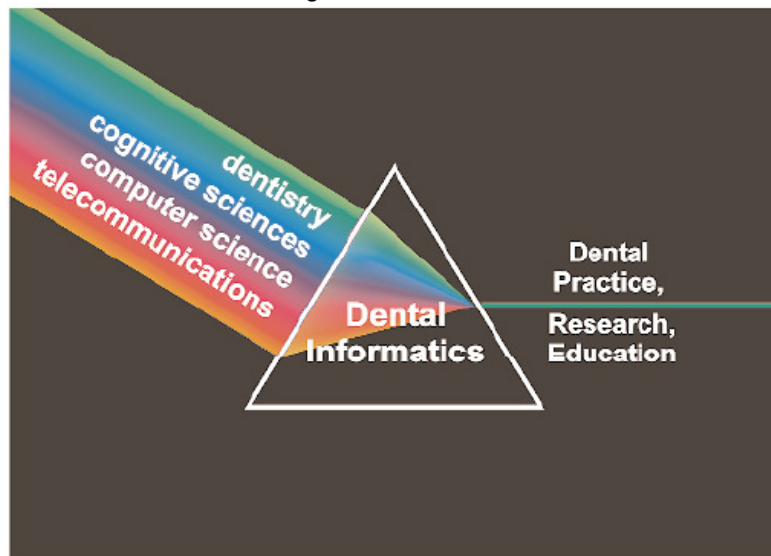 dentistry
cognitive sciences
computer science
telecommunications
Dental
Informatics
Dental
Practice,
Research,
Education